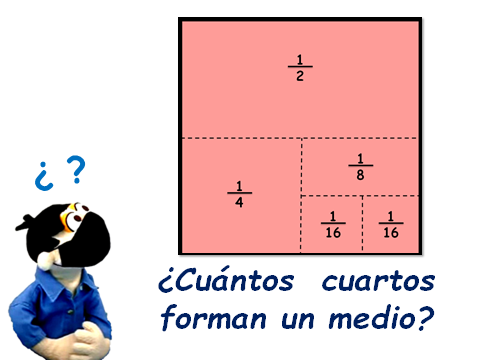 1/2
1/8
1/4
1/16 1/16
¿ ?
¿Cuántos cuartos
forman un medio?